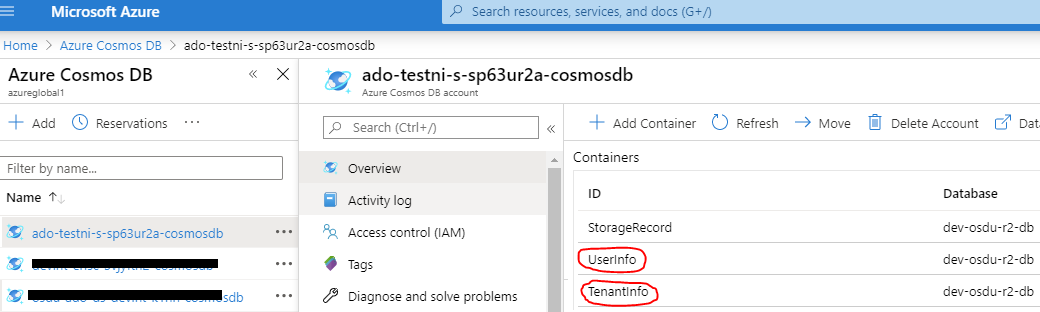 Microsoft Azure
Search resources, services, and docs (G+/)
Home > Azure Cosmos DB > ado-testni-s-sp63ur2a-cosmosdb
Azure Cosmos DB
azureglobal1
+ Add
Reservations
...
Filter by name...
Name ↑↓
ado-testni-s-sp63ur2a-cosmosdb
...
...
cosmosdb
...
ado-testni-s-sp63ur2a-cosmosdb
Azure Cosmos DB account
Search (Ctrl+/)
Overview
Activity log
Access control (IAM)
Tags
Diagnose and solve problems
+ Add Container
Refresh
Move
Delete Account
Dat
Containers
ID Database
StorageRecord dev-osdu-r2-db
UserInfo dev-osdu-r2-db
TenantInfo dev-osdu-r2-db